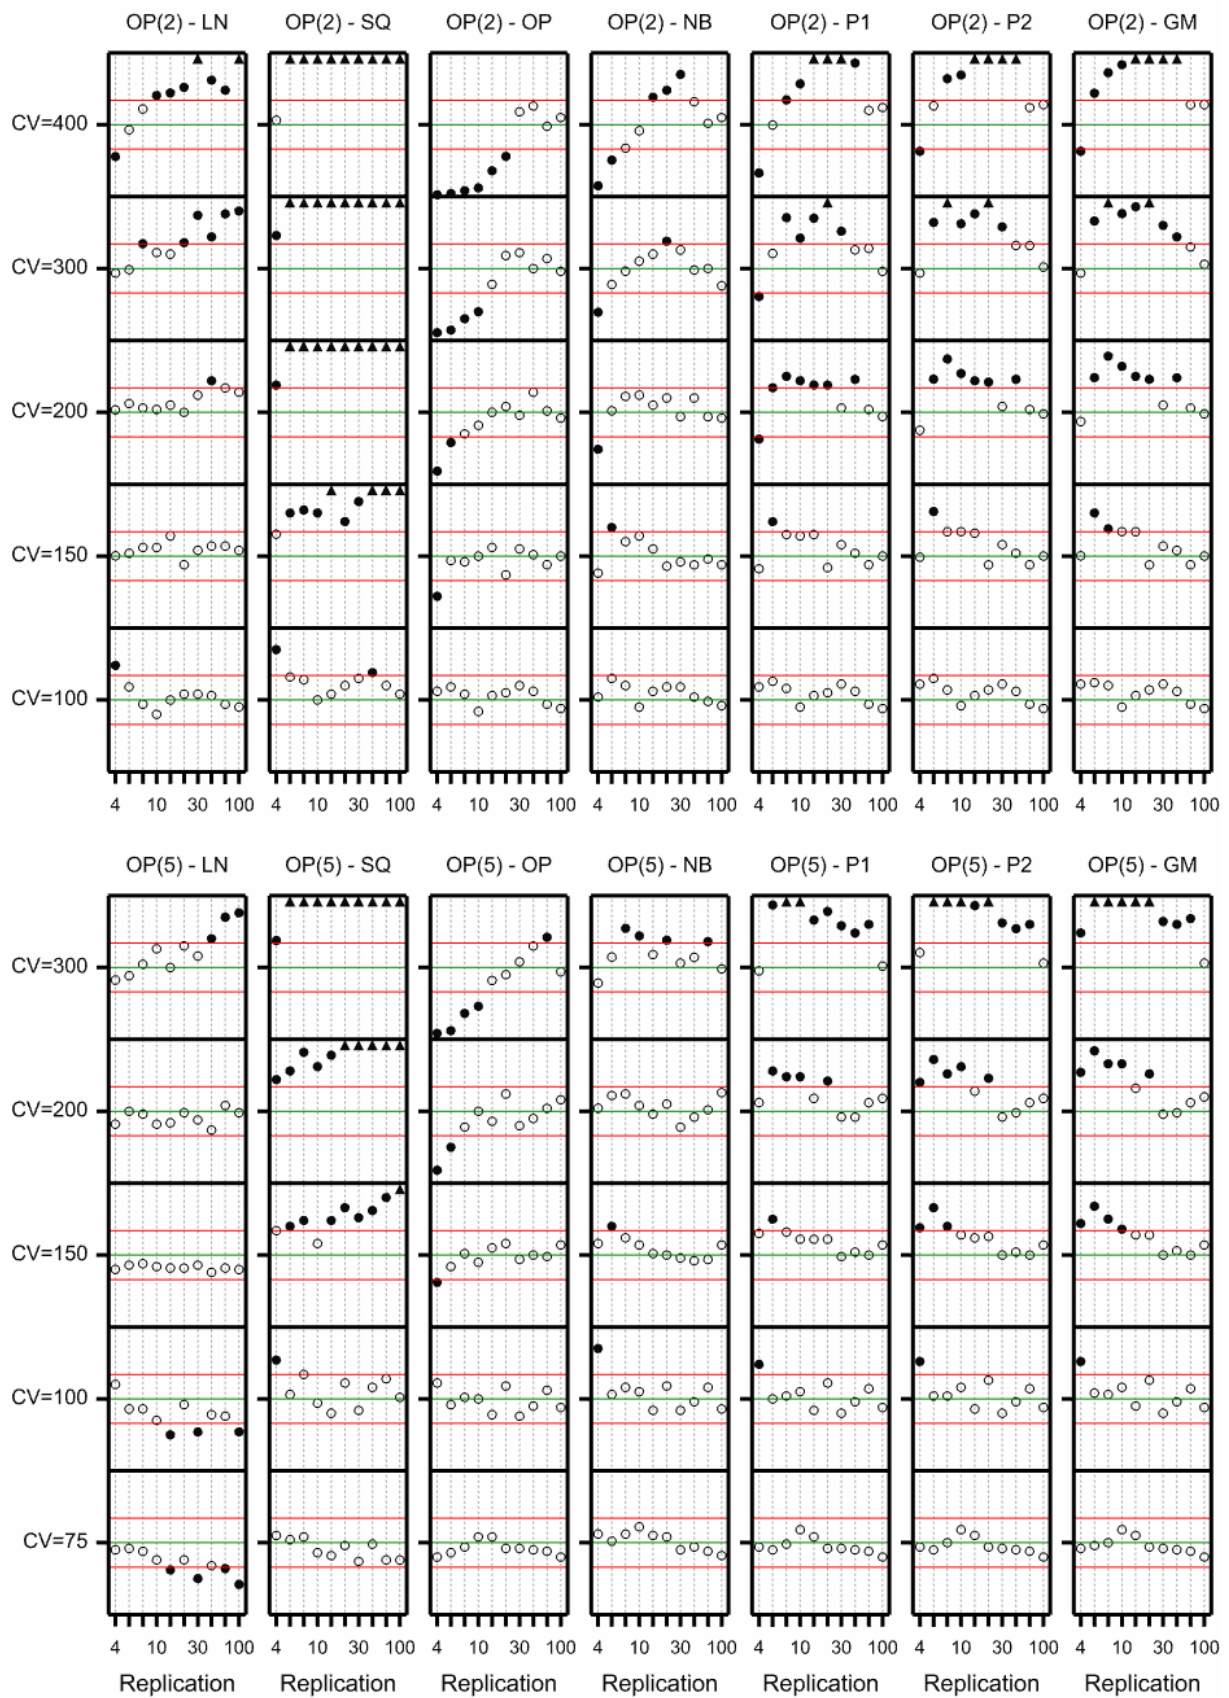 OP(2) - LN OP(2) - SQ OP(2) - OP OP(2) - NB OP(2) - P1 OP(2) - P2 OP(2) - GM
CV=400
CV=300
CV=200
CV=150
CV=100
4 10 30 100 4 10 30 100 4 10 30 100 4 10 30 100 4 10 30 100 4 10 30 100 4 10 30 100
OP(5) - LN OP(5) - SQ OP(5) - OP OP(5) - NB OP(5) - P1 OP(5) - P2 OP(5) - GM
CV=300
CV=200
CV=150
CV=100
CV=75
4 10 30 100 4 10 30 100 4 10 30 100 4 10 30 100 4 10 30 100 4 10 30 100 4 10 30 100
Replication Replication Replication Replication Replication Replication Replication